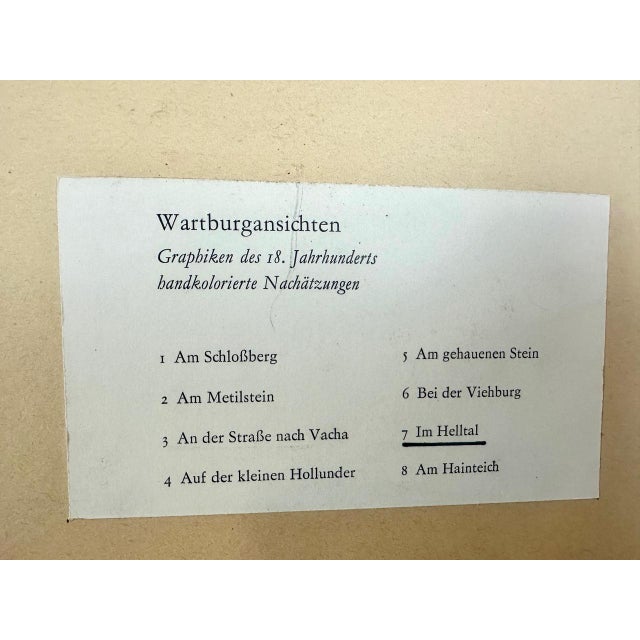 Wartburgansichten
Graphiken des 18. Jahrhunderts
handkolorierte Nachätzungen
1 Am Schloßberg
2 Am Metilstein
3 An der Straße nach Vacha
4 Auf der kleinen Hollunder
5 Am gehauenen Stein
6 Bei der Viehburg
7 Im Helltal
8 Am Hainteich